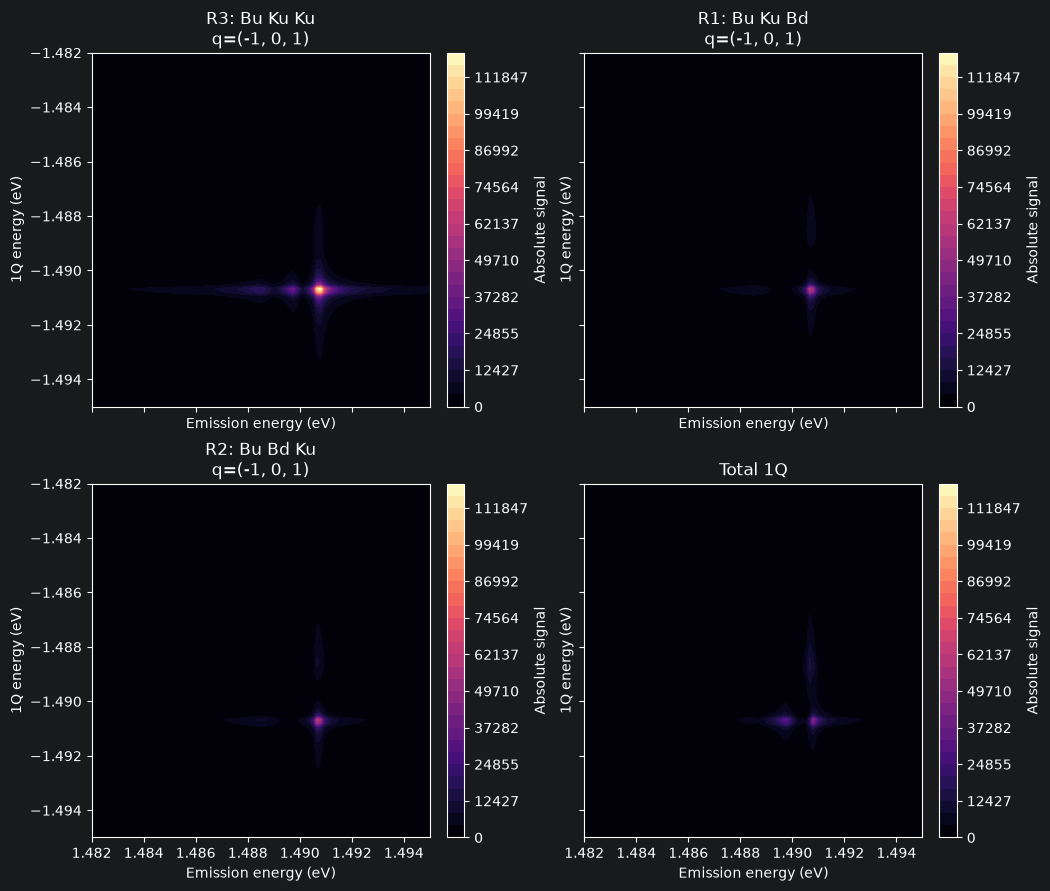 R3: Bu Ku Ku
q=(-1, 0, 1)
−1.482
−1.484
−1.486
−1.488
−1.490
−1.492
−1.494
1Q energy (eV)
Emission energy (eV)
111847
99419
86992
74564
62137
49710
37282
24855
12427
0
Absolute signal
R1: Bu Ku Bd
q=(-1, 0, 1)
1Q energy (eV)
Emission energy (eV)
111847
99419
86992
74564
62137
49710
37282
24855
12427
0
Absolute signal
R2: Bu Bd Ku
q=(-1, 0, 1)
−1.482
−1.484
−1.486
−1.488
−1.490
−1.492
−1.494
1Q energy (eV)
1.482 1.484 1.486 1.488 1.490 1.492 1.494
Emission energy (eV)
111847
99419
86992
74564
62137
49710
37282
24855
12427
0
Absolute signal
Total 1Q
1Q energy (eV)
1.482 1.484 1.486 1.488 1.490 1.492 1.494
Emission energy (eV)
111847
99419
86992
74564
62137
49710
37282
24855
12427
0
Absolute signal